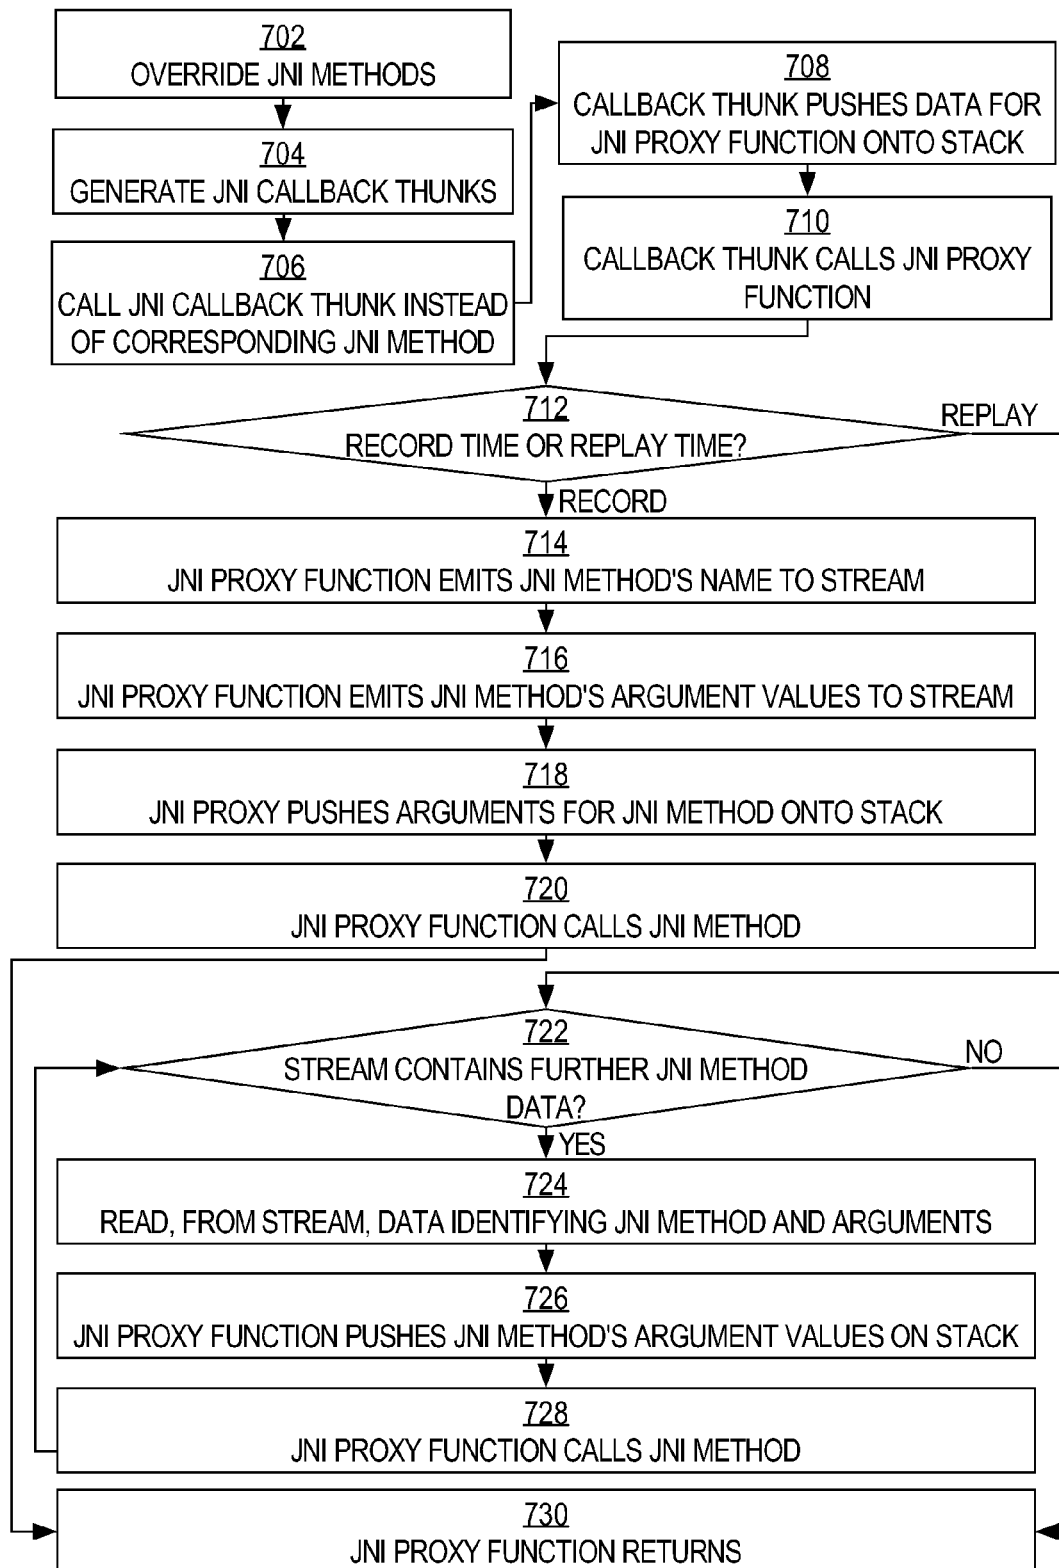 702
OVERRIDE JNI METHODS
704
GENERATE JNI CALLBACK THUNKS
706
CALL JNI CALLBACK THUNK INSTEAD
OF CORRESPONDING JNI METHOD
708
CALLBACK THUNK PUSHES DATA FOR
JNI PROXY FUNCTION ONTO STACK
710
CALLBACK THUNK CALLS JNI PROXY
FUNCTION
712
RECORD TIME OR REPLAY TIME?
REPLAY
RECORD
714
JNI PROXY FUNCTION EMITS JNI METHOD'S NAME TO STREAM
716
JNI PROXY FUNCTION EMITS JNI METHOD'S ARGUMENT VALUES TO STREAM
718
JNI PROXY PUSHES ARGUMENTS FOR JNI METHOD ONTO STACK
720
JNI PROXY FUNCTION CALLS JNI METHOD
722
STREAM CONTAINS FURTHER JNI METHOD
DATA?
NO
YES
724
READ, FROM STREAM, DATA IDENTIFYING JNI METHOD AND ARGUMENTS
726
JNI PROXY FUNCTION PUSHES JNI METHOD'S ARGUMENT VALUES ON STACK
728
JNI PROXY FUNCTION CALLS JNI METHOD
730
JNI PROXY FUNCTION RETURNS